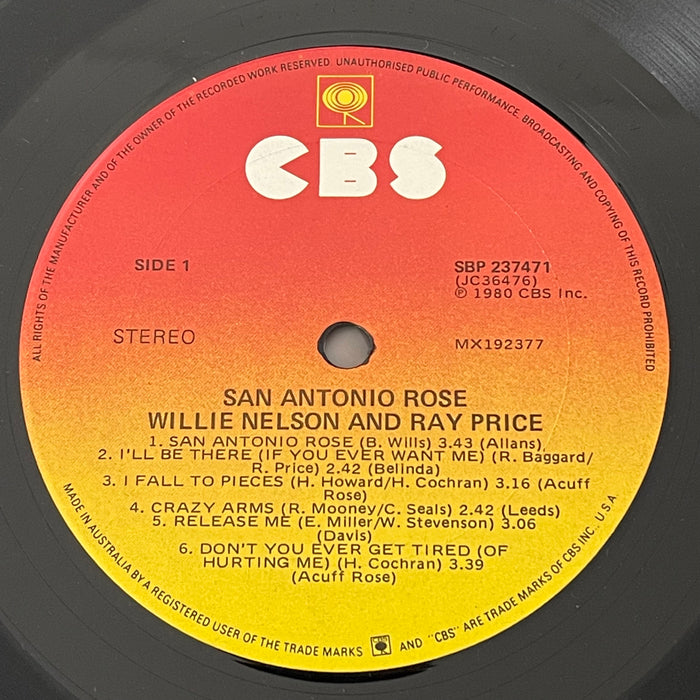 ALL RIGHTS OF THE MANUFACTURER AND OF THE OWNER OF THE RECORDED WORK RESERVED. UNAUTHORISED PUBLIC PERFORMANCE, BROADCASTING AND COPYING OF THIS RECORD PROHIBITED
CBS
SIDE 1
SBP 237471
(JC36476)
℗ 1980 CBS Inc.
STEREO
MX192377
SAN ANTONIO ROSE
WILLIE NELSON AND RAY PRICE
1. SAN ANTONIO ROSE (B. Wills) 3.43 (Allans),
2. I'LL BE THERE (IF YOU EVER WANT ME) (R. Baggard/
R. Price) 2.42 (Belinda)
3. I FALL TO PIECES (H. Howard/H. Cochran) 3.16 (Acuff
Rose)
4. CRAZY ARMS (R. Mooney/C. Seals) 2.42 (Leeds)
5. RELEASE ME (E. Miller/W. Stevenson) 3.06
(Davis)
6. DON'T YOU EVER GET TIRED (OF
HURTING ME) (H. Cochran) 3.39
(Acuff Rose)
MADE IN AUSTRALIA BY A REGISTERED USER OF THE TRADE MARKS AND "CBS" ARE TRADE MARKS OF CBS INC. U.S.A.